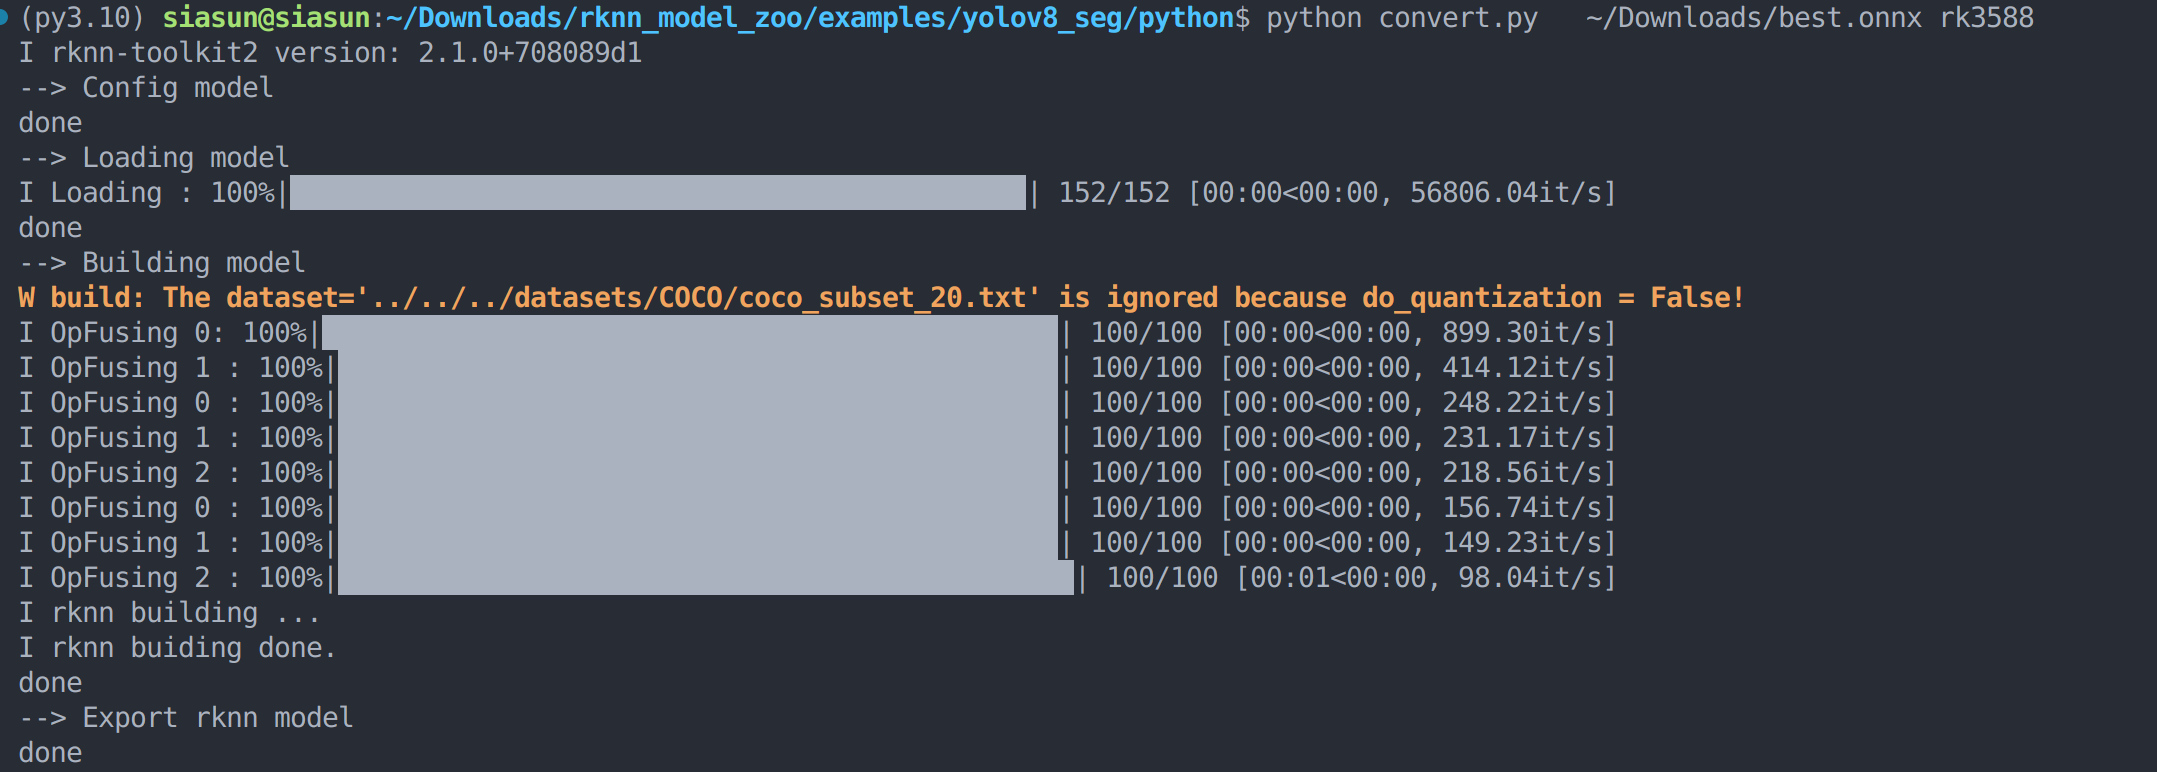 (py3.10) siasun@siasun:~/Downloads/rknn_model_zoo/examples/yolov8_seg/python$ python convert.py   ~/Downloads/best.onnx rk3588
I rknn-toolkit2 version: 2.1.0+708089d1
--> Config model
done
--> Loading model
I Loading : 100%|██████████████████████████████████████████████| 152/152 [00:00<00:00, 56806.04it/s]
done
--> Building model
W build: The dataset='../../../datasets/COCO/coco_subset_20.txt' is ignored because do_quantization = False!
I OpFusing 0: 100%|██████████████████████████████████████████████| 100/100 [00:00<00:00, 899.30it/s]
I OpFusing 1 : 100%|█████████████████████████████████████████████| 100/100 [00:00<00:00, 414.12it/s]
I OpFusing 0 : 100%|█████████████████████████████████████████████| 100/100 [00:00<00:00, 248.22it/s]
I OpFusing 1 : 100%|█████████████████████████████████████████████| 100/100 [00:00<00:00, 231.17it/s]
I OpFusing 2 : 100%|█████████████████████████████████████████████| 100/100 [00:00<00:00, 218.56it/s]
I OpFusing 0 : 100%|█████████████████████████████████████████████| 100/100 [00:00<00:00, 156.74it/s]
I OpFusing 1 : 100%|█████████████████████████████████████████████| 100/100 [00:00<00:00, 149.23it/s]
I OpFusing 2 : 100%|██████████████████████████████████████████████| 100/100 [00:01<00:00, 98.04it/s]
I rknn building ...
I rknn buiding done.
done
--> Export rknn model
done